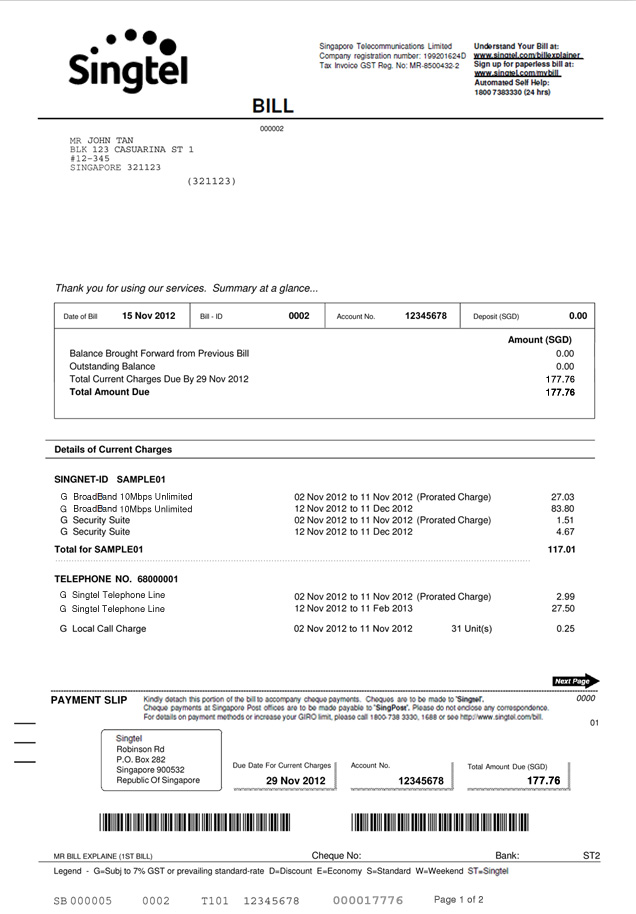 Singtel
Singapore Telecommunications Limited
Company registration number: 199201624D
Tax Invoice GST Reg. No: MR-8500432-2
Understand Your Bill at:
www.singtel.com/billexplainer
Sign up for paperless bill at:
www.singtel.com/mybill
Automated Self Help:
1800 7383330 (24 hrs)
BILL
000002
MR JOHN TAN
BLK 123 CASUARINA ST 1
#12-345
SINGAPORE 321123
(321123)
Thank you for using our services. Summary at a glance...
Date of Bill 15 Nov 2012 Bill - ID 0002 Account No. 12345678 Deposit (SGD) 0.00
Amount (SGD)
Balance Brought Forward from Previous Bill 0.00
Outstanding Balance 0.00
Total Current Charges Due By 29 Nov 2012 177.76
Total Amount Due 177.76
Details of Current Charges
SINGNET-ID SAMPLE01
G BroadBand 10Mbps Unlimited 02 Nov 2012 to 11 Nov 2012 (Prorated Charge) 27.03
G BroadBand 10Mbps Unlimited 12 Nov 2012 to 11 Dec 2012 83.80
G Security Suite 02 Nov 2012 to 11 Nov 2012 (Prorated Charge) 1.51
G Security Suite 12 Nov 2012 to 11 Dec 2012 4.67
Total for SAMPLE01 117.01
TELEPHONE NO. 68000001
G Singtel Telephone Line 02 Nov 2012 to 11 Nov 2012 (Prorated Charge) 2.99
G Singtel Telephone Line 12 Nov 2012 to 11 Feb 2013 27.50
G Local Call Charge 02 Nov 2012 to 11 Nov 2012 31 Unit(s) 0.25
Next Page
PAYMENT SLIP
Kindly detach this portion of the bill to accompany cheque payments. Cheques are to be made to 'Singtel'.
Cheque payments at Singapore Post offices are to be made payable to 'SingPost'. Please do not enclose any correspondence.
For details on payment methods or increase your GIRO limit, please call 1800-738 3330, 1688 or see http://www.singtel.com/bill.
0000
01
Singtel
Robinson Rd
P.O. Box 282
Singapore 900532
Republic Of Singapore
Due Date For Current Charges
29 Nov 2012
Account No.
12345678
Total Amount Due (SGD)
177.76
MR BILL EXPLAINE (1ST BILL) Cheque No: Bank: ST2
Legend - G=Subj to 7% GST or prevailing standard-rate D=Discount E=Economy S=Standard W=Weekend ST=Singtel
SB 000005 0002 T101 12345678 000017776 Page 1 of 2